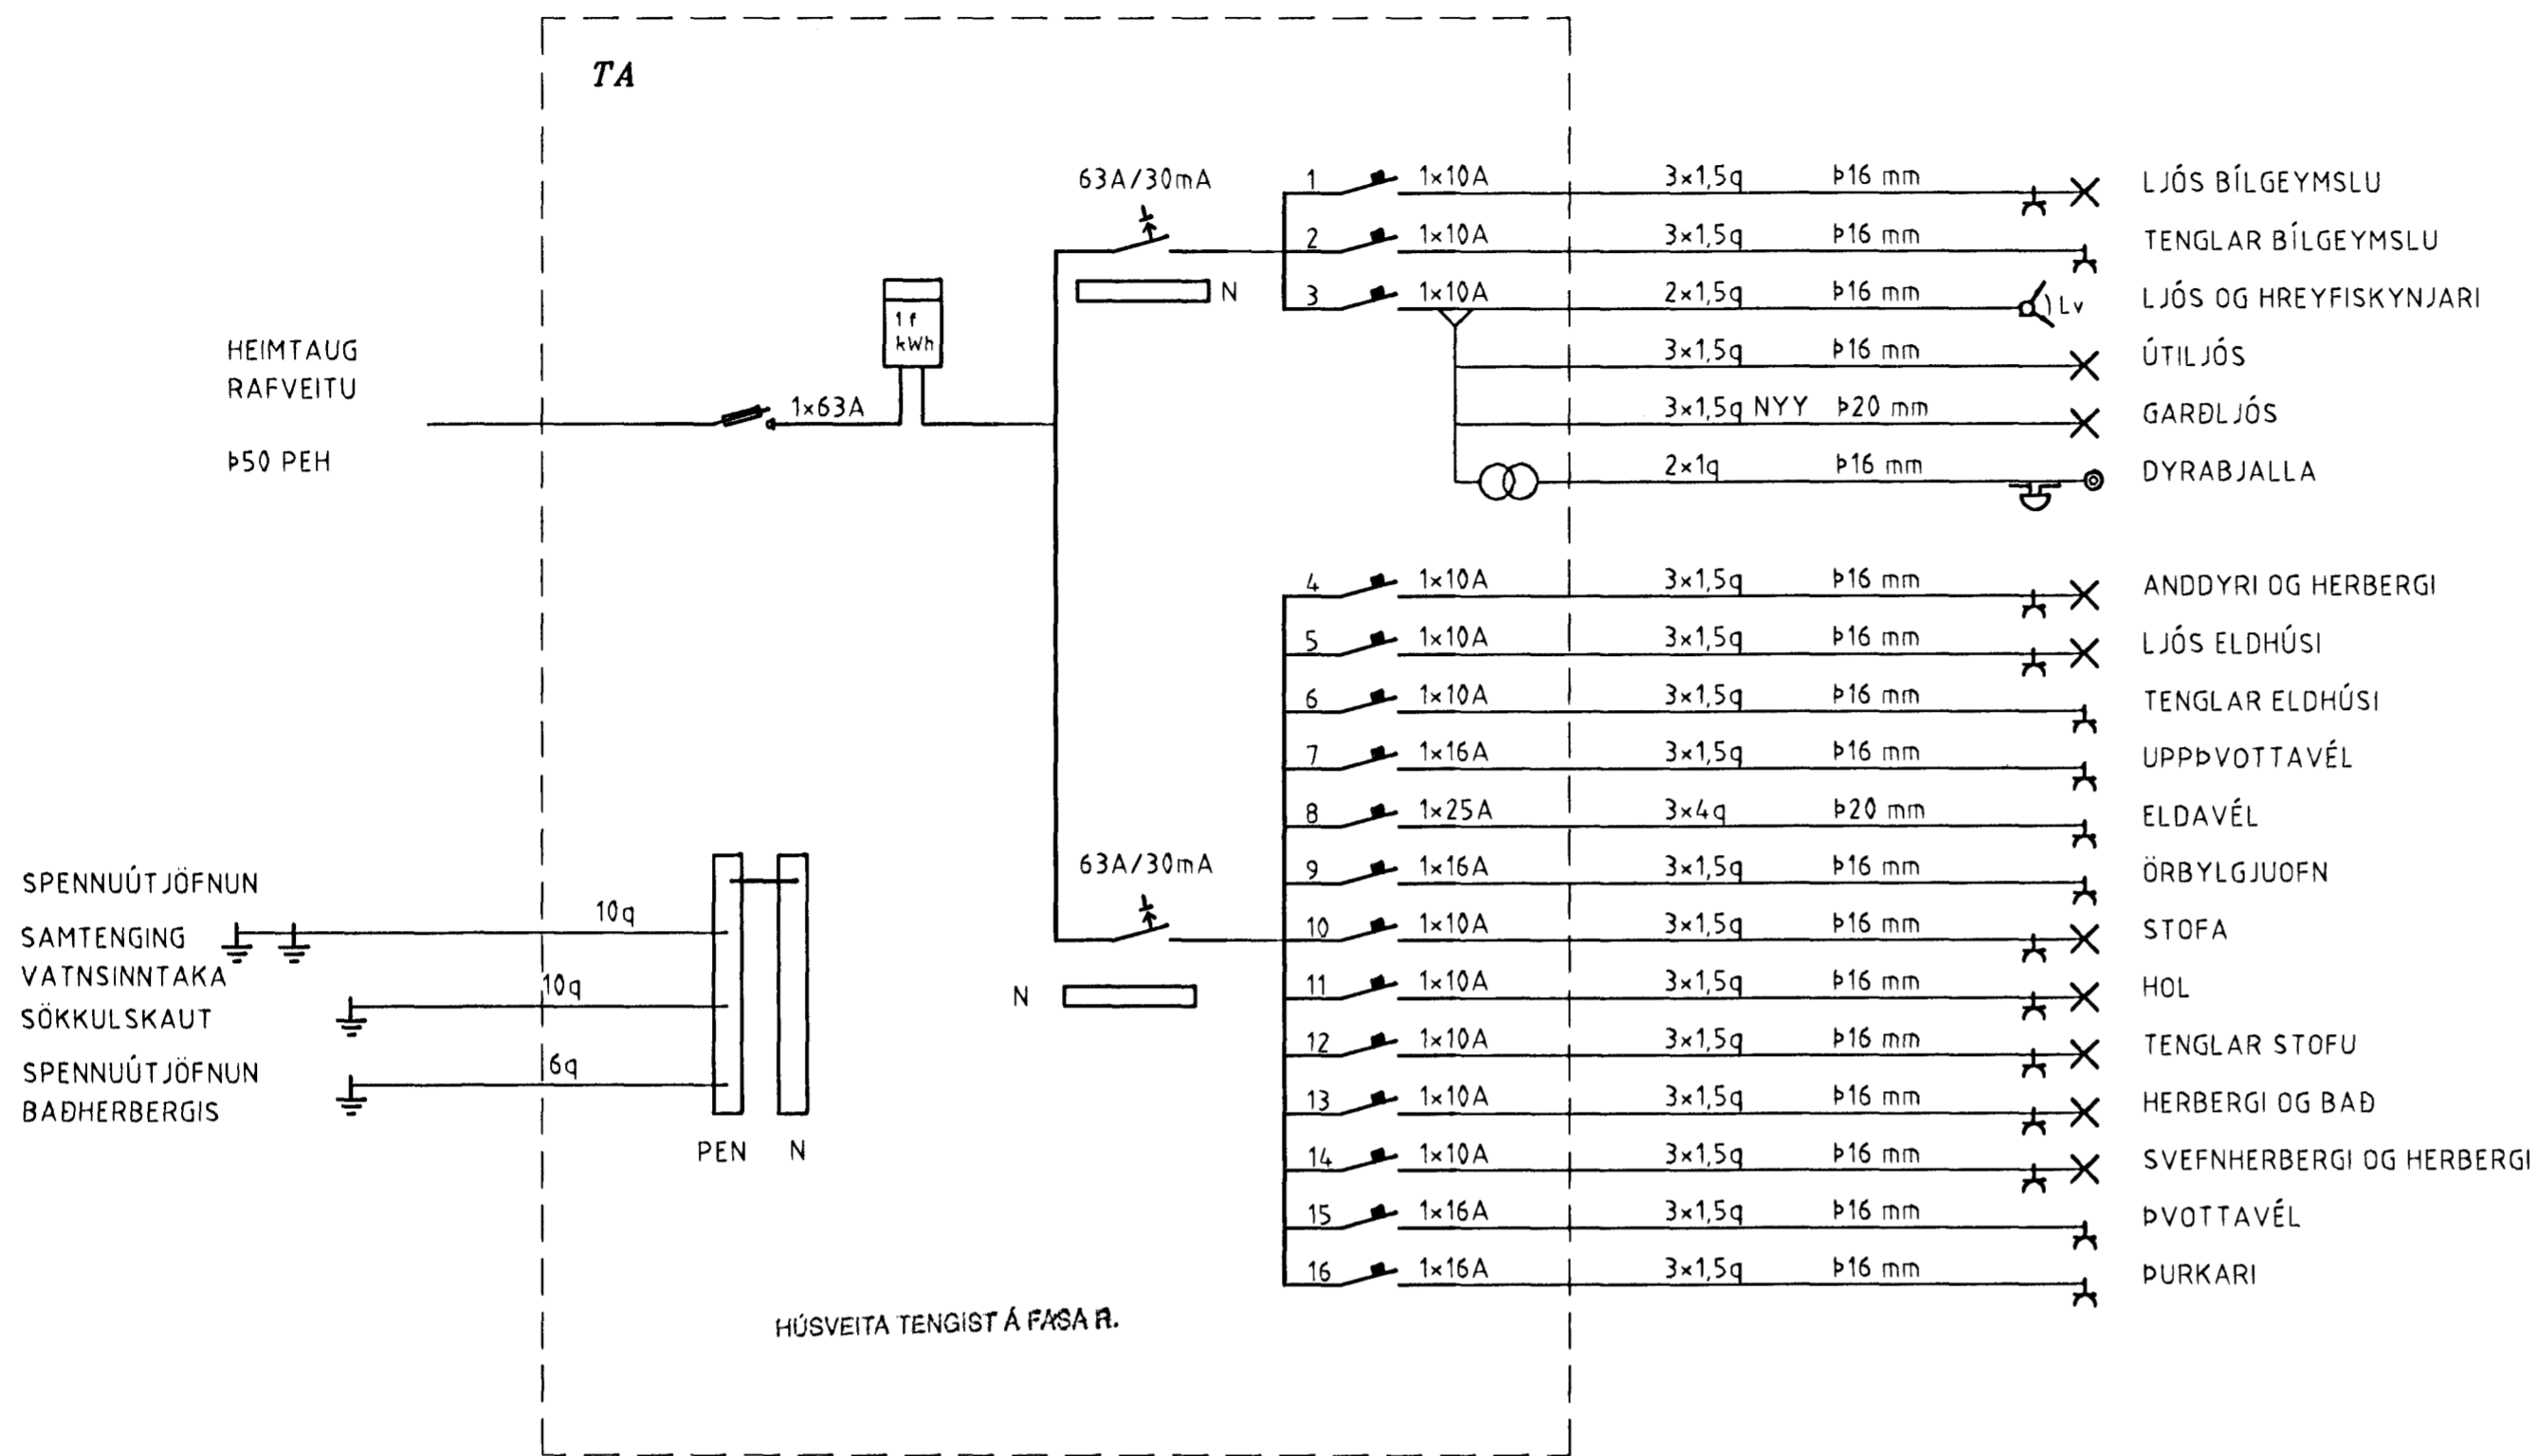 TA
HEIMTAUG
RAFVEITU
Þ50 PEH
1×63A
1f
kWh
63A/30mA
N
1 1×10A 3×1,5q Þ16 mm LJÓS BÍLGEYMSLU
2 1×10A 3×1,5q Þ16 mm TENGLAR BÍLGEYMSLU
3 1×10A 2×1,5q Þ16 mm Lv LJÓS OG HREYFISKYNJARI
3×1,5q Þ16 mm ÚTILJÓS
3×1,5q NYY Þ20 mm GARÐLJÓS
2×1q Þ16 mm DYRABJALLA
63A/30mA
N
4 1×10A 3×1,5q Þ16 mm ANDDYRI OG HERBERGI
5 1×10A 3×1,5q Þ16 mm LJÓS ELDHÚSI
6 1×10A 3×1,5q Þ16 mm TENGLAR ELDHÚSI
7 1×16A 3×1,5q Þ16 mm UPPÞVOTTAVÉL
8 1×25A 3×4q Þ20 mm ELDAVÉL
9 1×16A 3×1,5q Þ16 mm ÖRBYLGJUOFN
10 1×10A 3×1,5q Þ16 mm STOFA
11 1×10A 3×1,5q Þ16 mm HOL
12 1×10A 3×1,5q Þ16 mm TENGLAR STOFU
13 1×10A 3×1,5q Þ16 mm HERBERGI OG BAÐ
14 1×10A 3×1,5q Þ16 mm SVEFNHERBERGI OG HERBERGI
15 1×16A 3×1,5q Þ16 mm ÞVOTTAVÉL
16 1×16A 3×1,5q Þ16 mm ÞURKARI
SPENNUÚTJÖFNUN
SAMTENGING 10q
VATNSINNTAKA
SÖKKULSKAUT 10q
SPENNUÚTJÖFNUN 6q
BAÐHERBERGIS
PEN N
HÚSVEITA TENGIST Á FASA R.